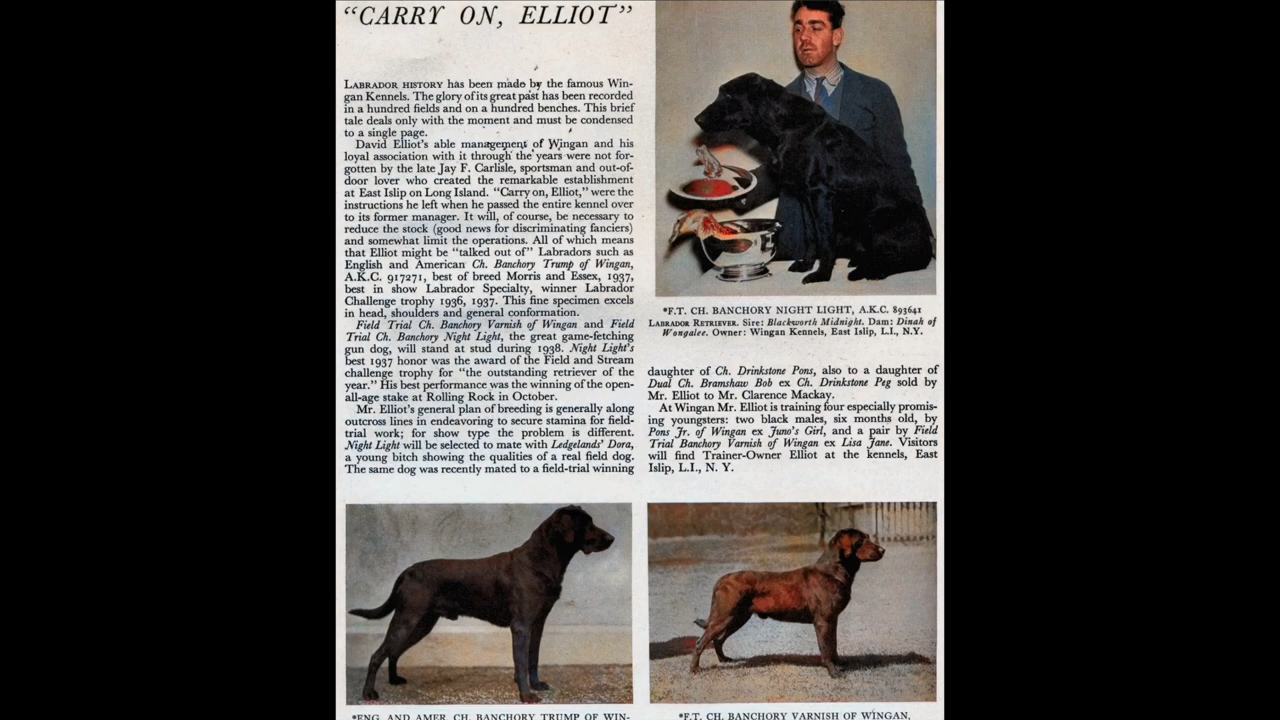 "CARRY ON, ELLIOT"
LABRADOR HISTORY has been made by the famous Win-
gan Kennels. The glory of its great past has been recorded
in a hundred fields and on a hundred benches. This brief
tale deals only with the moment and must be condensed
to a single page.
David Elliot's able management of Wingan and his
loyal association with it through the years were not for-
gotten by the late Jay F. Carlisle, sportsman and out-of-
door lover who created the remarkable establishment
at East Islip on Long Island. "Carry on, Elliot," were the
instructions he left when he passed the entire kennel over
to its former manager. It will, of course, be necessary to
reduce the stock (good news for discriminating fanciers)
and somewhat limit the operations. All of which means
that Elliot might be "talked out of" Labradors such as
English and American Ch. Banchory Trump of Wingan,
A.K.C. 917271, best of breed Morris and Essex, 1937,
best in show Labrador Specialty, winner Labrador
Challenge trophy 1936, 1937. This fine specimen excels
in head, shoulders and general conformation.
Field Trial Ch. Banchory Varnish of Wingan and Field
Trial Ch. Banchory Night Light, the great game-fetching
gun dog, will stand at stud during 1938. Night Light's
best 1937 honor was the award of the Field and Stream
challenge trophy for "the outstanding retriever of the
year." His best performance was the winning of the open-
all-age stake at Rolling Rock in October.
Mr. Elliot's general plan of breeding is generally along
outcross lines in endeavoring to secure stamina for field-
trial work; for show type the problem is different.
Night Light will be selected to mate with Ledgelands' Dora,
a young bitch showing the qualities of a real field dog.
The same dog was recently mated to a field-trial winning
*F.T. CH. BANCHORY NIGHT LIGHT, A.K.C. 893641
LABRADOR RETRIEVER. Sire: Blackworth Midnight. Dam: Dinah of
Wongalee. Owner: Wingan Kennels, East Islip, L.I., N.Y.
daughter of Ch. Drinkstone Pons, also to a daughter of
Dual Ch. Bramshaw Bob ex Ch. Drinkstone Peg sold by
Mr. Elliot to Mr. Clarence Mackay.
At Wingan Mr. Elliot is training four especially promis-
ing youngsters: two black males, six months old, by
Pons Jr. of Wingan ex Juno's Girl, and a pair by Field
Trial Banchory Varnish of Wingan ex Lisa Jane. Visitors
will find Trainer-Owner Elliot at the kennels, East
Islip, L.I., N. Y.
*ENG. AND AMER. CH. BANCHORY TRUMP OF WIN-
*F.T. CH. BANCHORY VARNISH OF WINGAN,